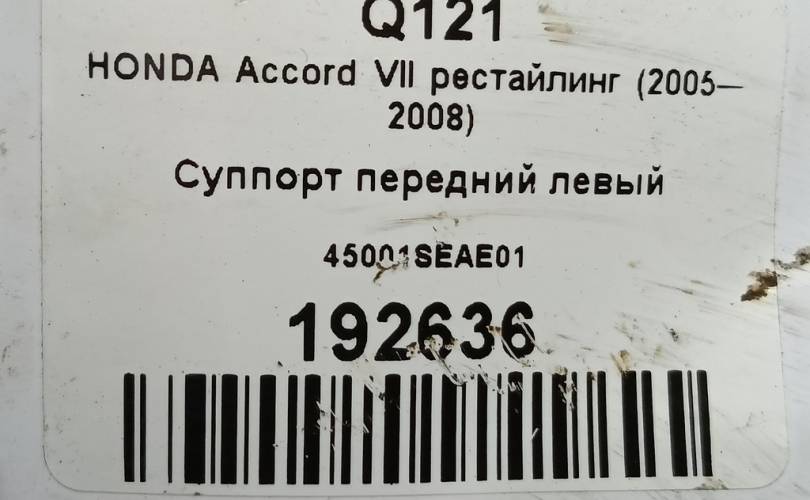 Q121
HONDA Accord VII рестайлинг (2005—
2008)
Суппорт передний левый
45001SEAE01
192636